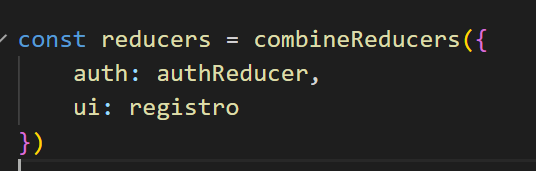 const reducers = combineReducers({
    auth: authReducer,
    ui: registro
})